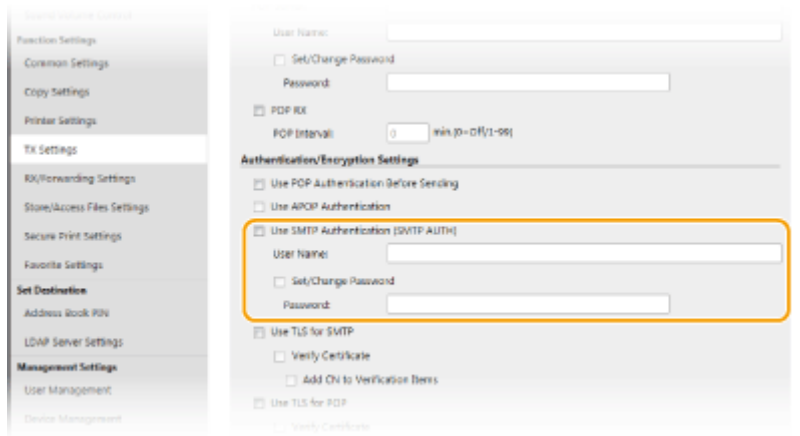 Function Settings
Common Settings
Copy Settings
Printer Settings
TX Settings
RX/Forwarding Settings
Store/Access Files Settings
Secure Print Settings
Favorite Settings
Set Destination
Address Book PIN
LDAP Server Settings
Management Settings
User Management
Device Management
User Name:
Set/Change Password
Password:
POP RX
POP Interval:
0
min.(0=Off/1-99)
Authentication/Encryption Settings
Use POP Authentication Before Sending
Use APOP Authentication
Use SMTP Authentication (SMTP AUTH)
User Name:
Set/Change Password
Password:
Use TLS for SMTP
Verify Certificate
Add CN to Verification Items
Use TLS for POP
Verify Certificate